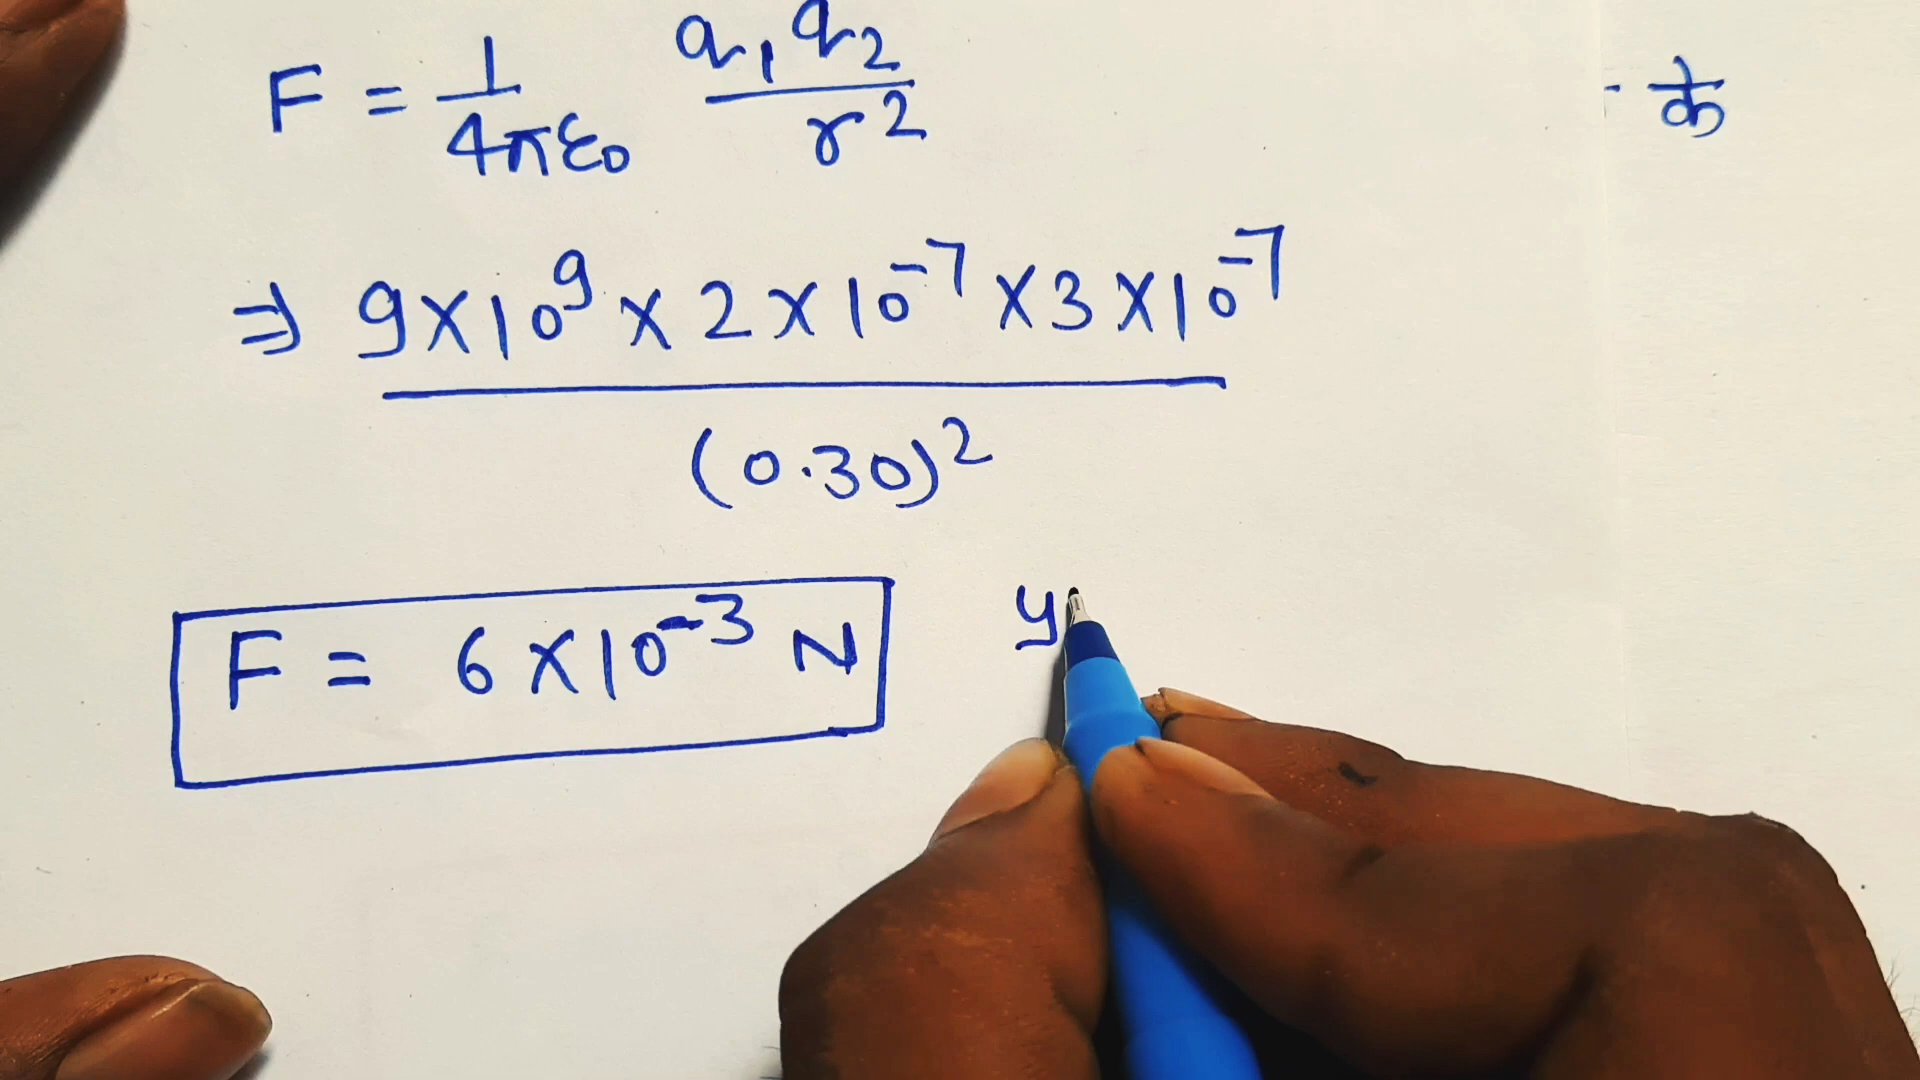 F = 1/4πε₀ q₁q₂/r² के
⇒ 9×10⁹ × 2×10⁻⁷ × 3×10⁻⁷
(0.30)²
F = 6×10⁻³ N y